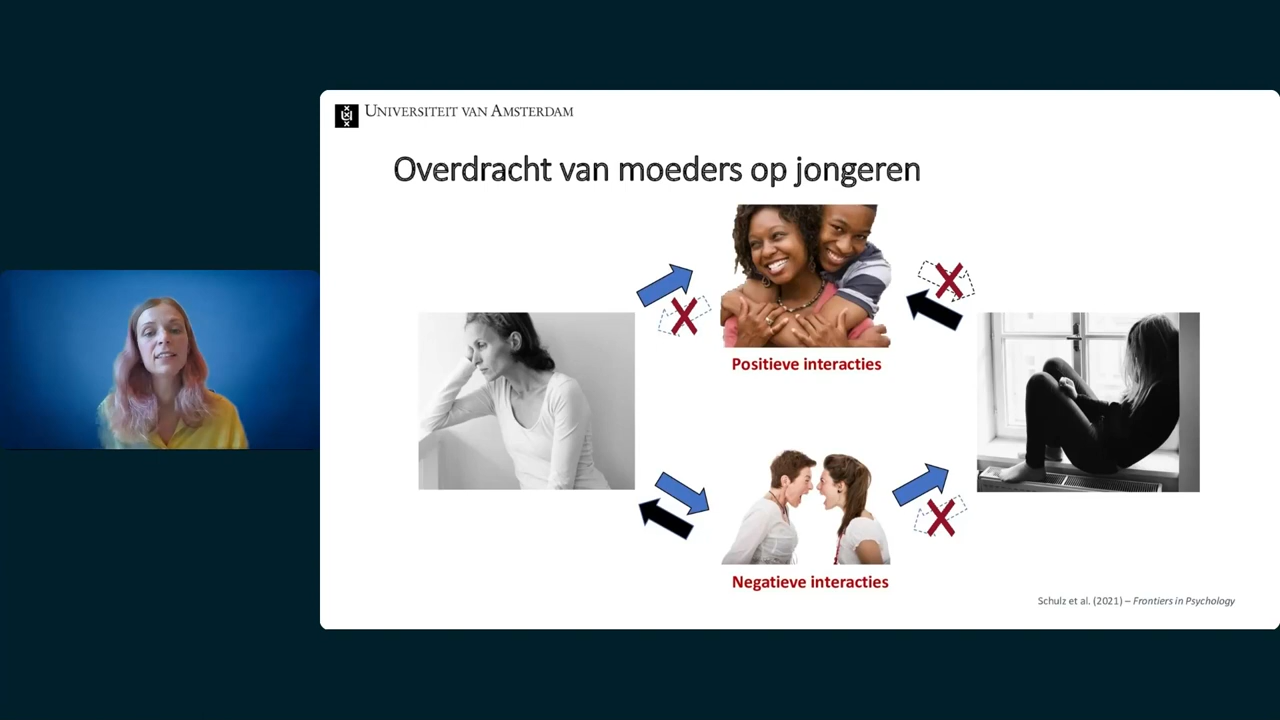 UNIVERSITEIT VAN AMSTERDAM
Overdracht van moeders op jongeren
Positieve interacties
Negatieve interacties
Schulz et al. (2021) – Frontiers in Psychology